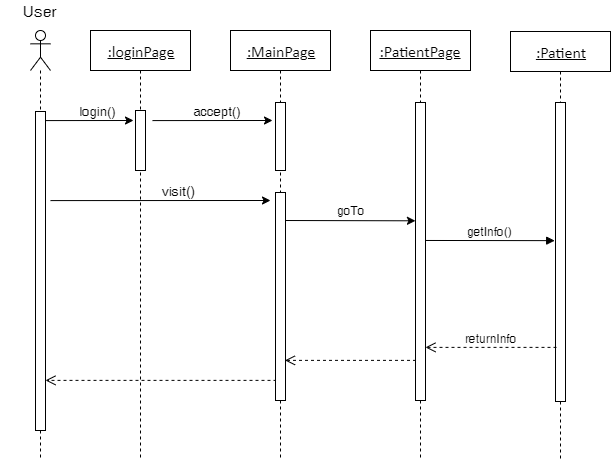 User
:loginPage
:MainPage
:PatientPage
:Patient
login()
accept()
visit()
goTo
getInfo()
returnInfo